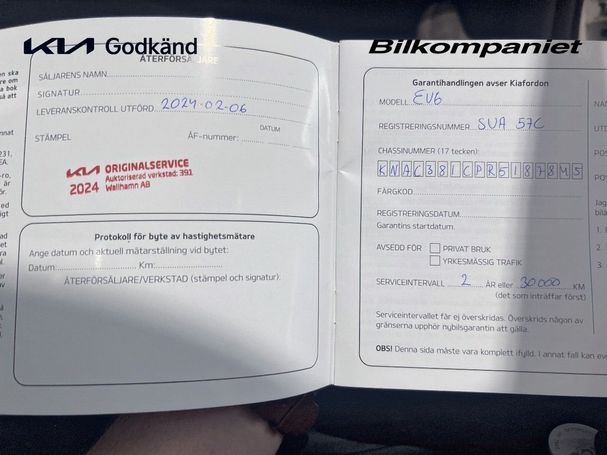 KIA Godkänd
ÅTERFÖRSÄLJARE
SÄLJARENS NAMN
SIGNATUR
LEVERANSKONTROLL UTFÖRD 2024-02-06
DATUM
STÄMPEL ÅF-nummer:
KIA ORIGINALSERVICE
Auktoriserad verkstad: 391
2024 Wallhamn AB
Protokoll för byte av hastighetsmätare
Ange datum och aktuell mätarställning vid bytet:
Datum: Km:
ÅTERFÖRSÄLJARE/VERKSTAD (stämpel och signatur):
Bilkompaniet
Garantihandlingen avser Kiafordon
MODELL EV6
REGISTRERINGSNUMMER SUA 57C
CHASSINUMMER (17 tecken):
KNAC381CPR5187845
FÄRGKOD
REGISTRERINGSDATUM
Garantins startdatum
AVSEDD FÖR PRIVAT BRUK
YRKESMÄSSIG TRAFIK
SERVICEINTERVALL 2 ÅR eller 30000 KM
(det som inträffar först)
Serviceintervallet får ej överskridas. Överskrids någon av
gränserna upphör nybilsgarantin att gälla.
OBS! Denna sida måste vara komplett ifylld. I annat fall kan